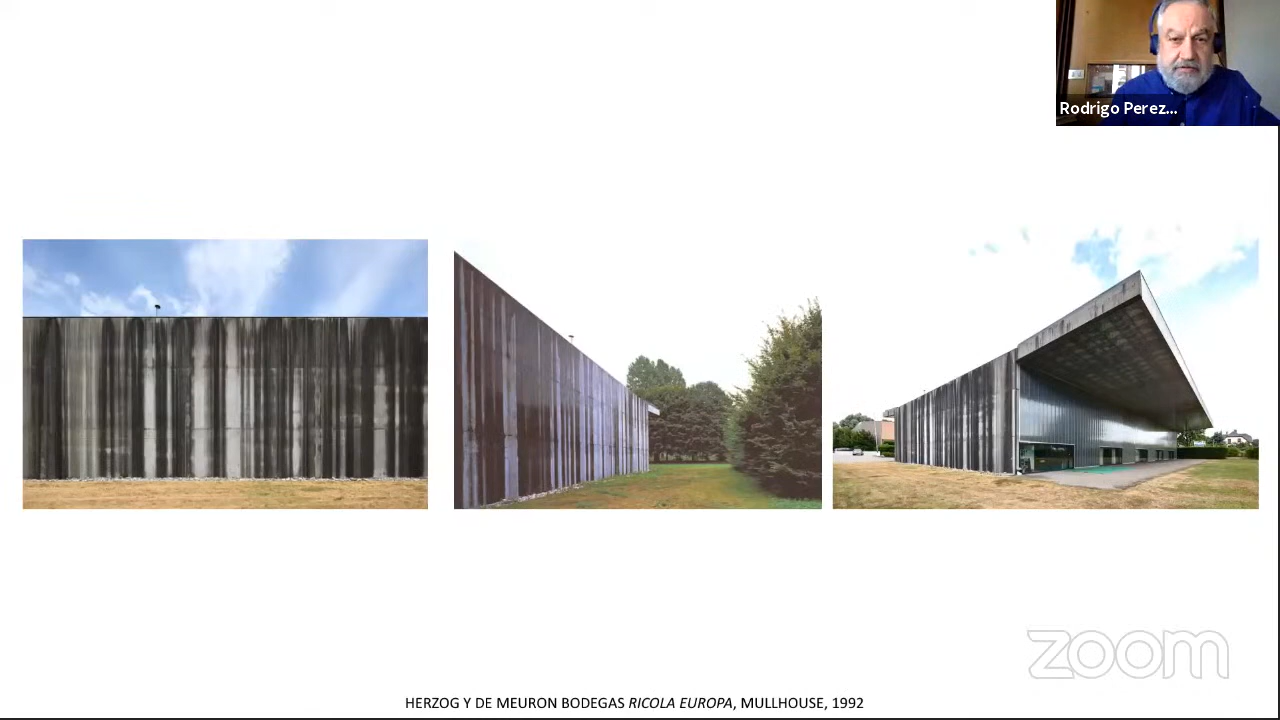 Rodrigo Perez...
zoom
HERZOG Y DE MEURON BODEGAS RICOLA EUROPA, MULLHOUSE, 1992